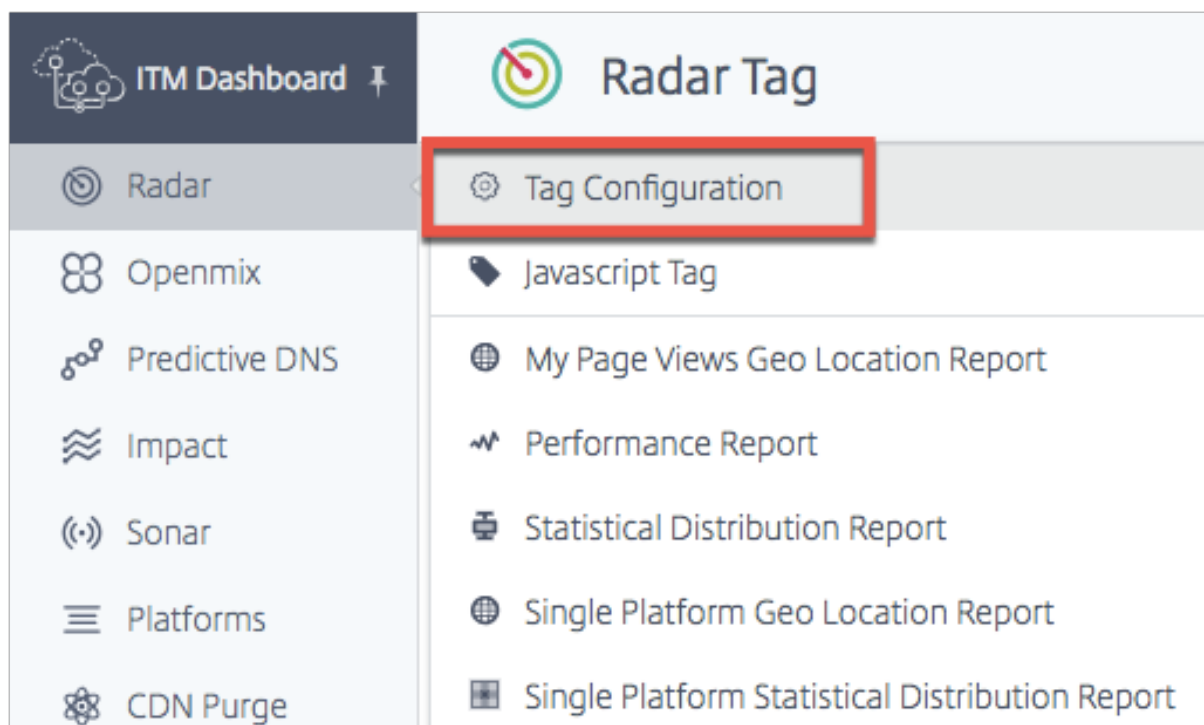 ITM Dashboard
Radar Tag
Radar
Openmix
Predictive DNS
Impact
Sonar
Platforms
CDN Purge
Tag Configuration
Javascript Tag
My Page Views Geo Location Report
Performance Report
Statistical Distribution Report
Single Platform Geo Location Report
Single Platform Statistical Distribution Report